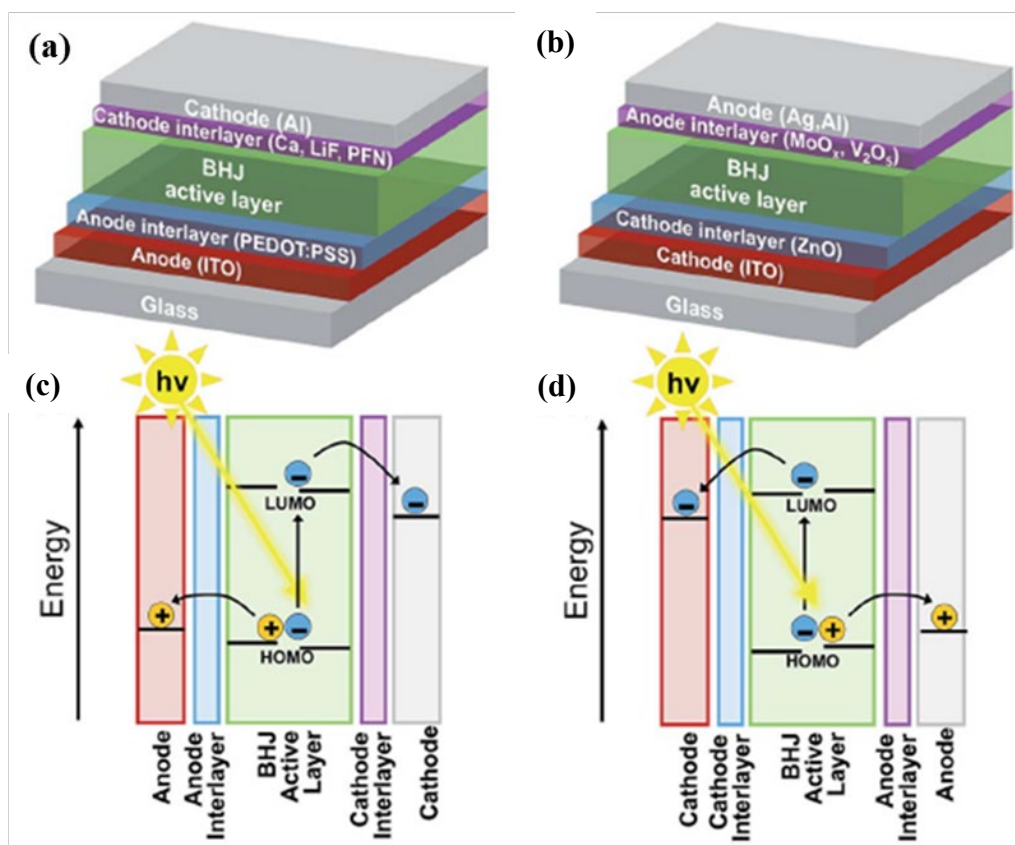 (a)
Cathode (Al)
Cathode interlayer (Ca, LiF, PFN)
BHJ
active layer
Anode interlayer (PEDOT:PSS)
Anode (ITO)
Glass
(b)
Anode (Ag,Al)
Anode interlayer (MoOₓ, V₂O₅)
BHJ
active layer
Cathode interlayer (ZnO)
Cathode (ITO)
Glass
(c)
hv
Energy
LUMO
HOMO
Anode
Anode
Interlayer
BHJ
Active
Layer
Cathode
Interlayer
Cathode
(d)
hv
Energy
LUMO
HOMO
Cathode
Cathode
Interlayer
BHJ
Active
Layer
Anode
Interlayer
Anode